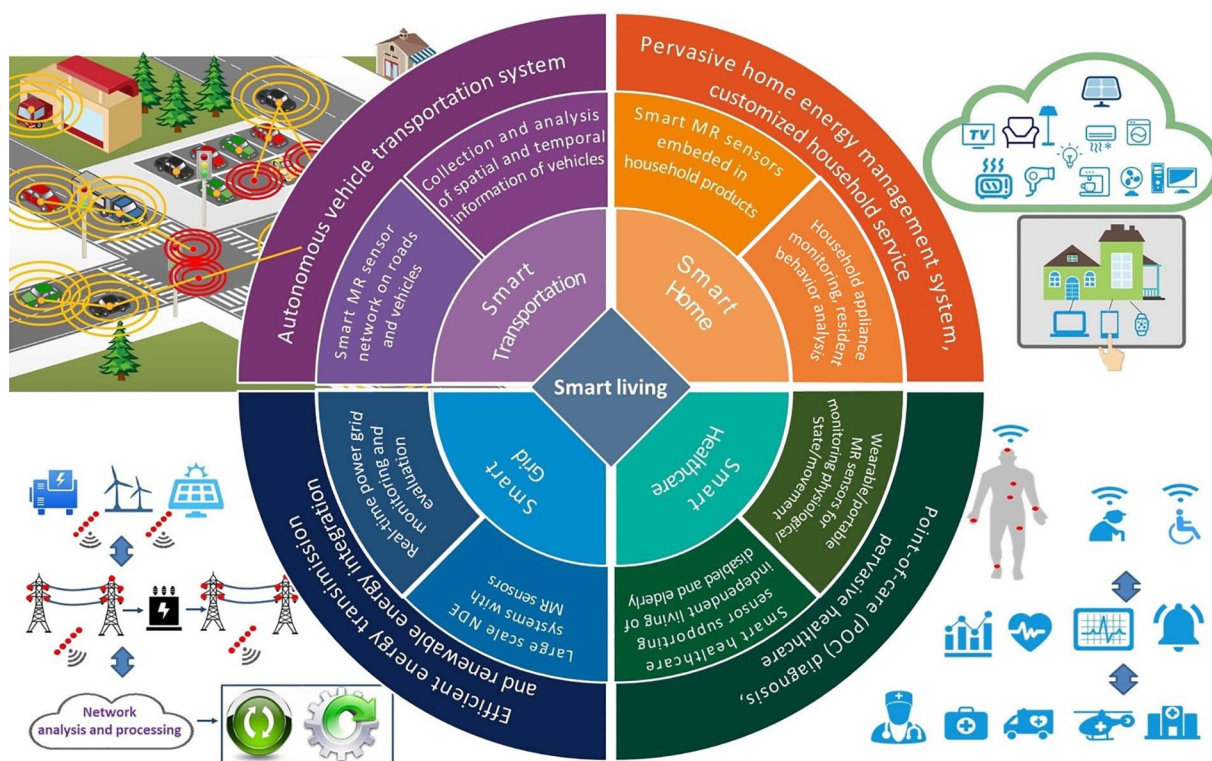 Autonomous vehicle transportation system
Collection and analysis
of spatial and temporal
information of vehicles
Smart MR sensor
network on roads
and vehicles
Smart
Transportation
Pervasive home energy management system,
customized household service
Smart MR sensors
embeded in
household products
Household appliance
monitoring, resident
behavior analysis
Smart
Home
TV
Smart living
Real-time power grid
monitoring and
evaluation
Large scale NDE
systems with
MR sensors
Smart
Grid
Efficient energy transimission
and renewable energy integration
Smart
Healthcare
Wearable/portable
MR sensors for
monitoring physiological
State/movement
Smart healthcare
sensor supporting
independent living of
disabled and elderly
Point-of-care (POC) diagnosis,
pervasive healthcare
Network
analysis and processing